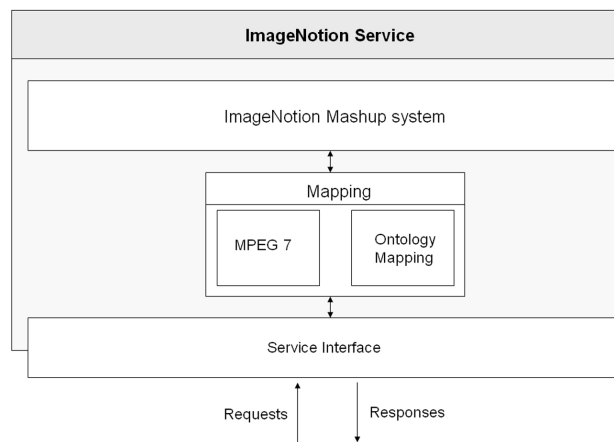 ImageNotion Service
ImageNotion Mashup system
Mapping
MPEG 7
Ontology
Mapping
Service Interface
Requests
Responses